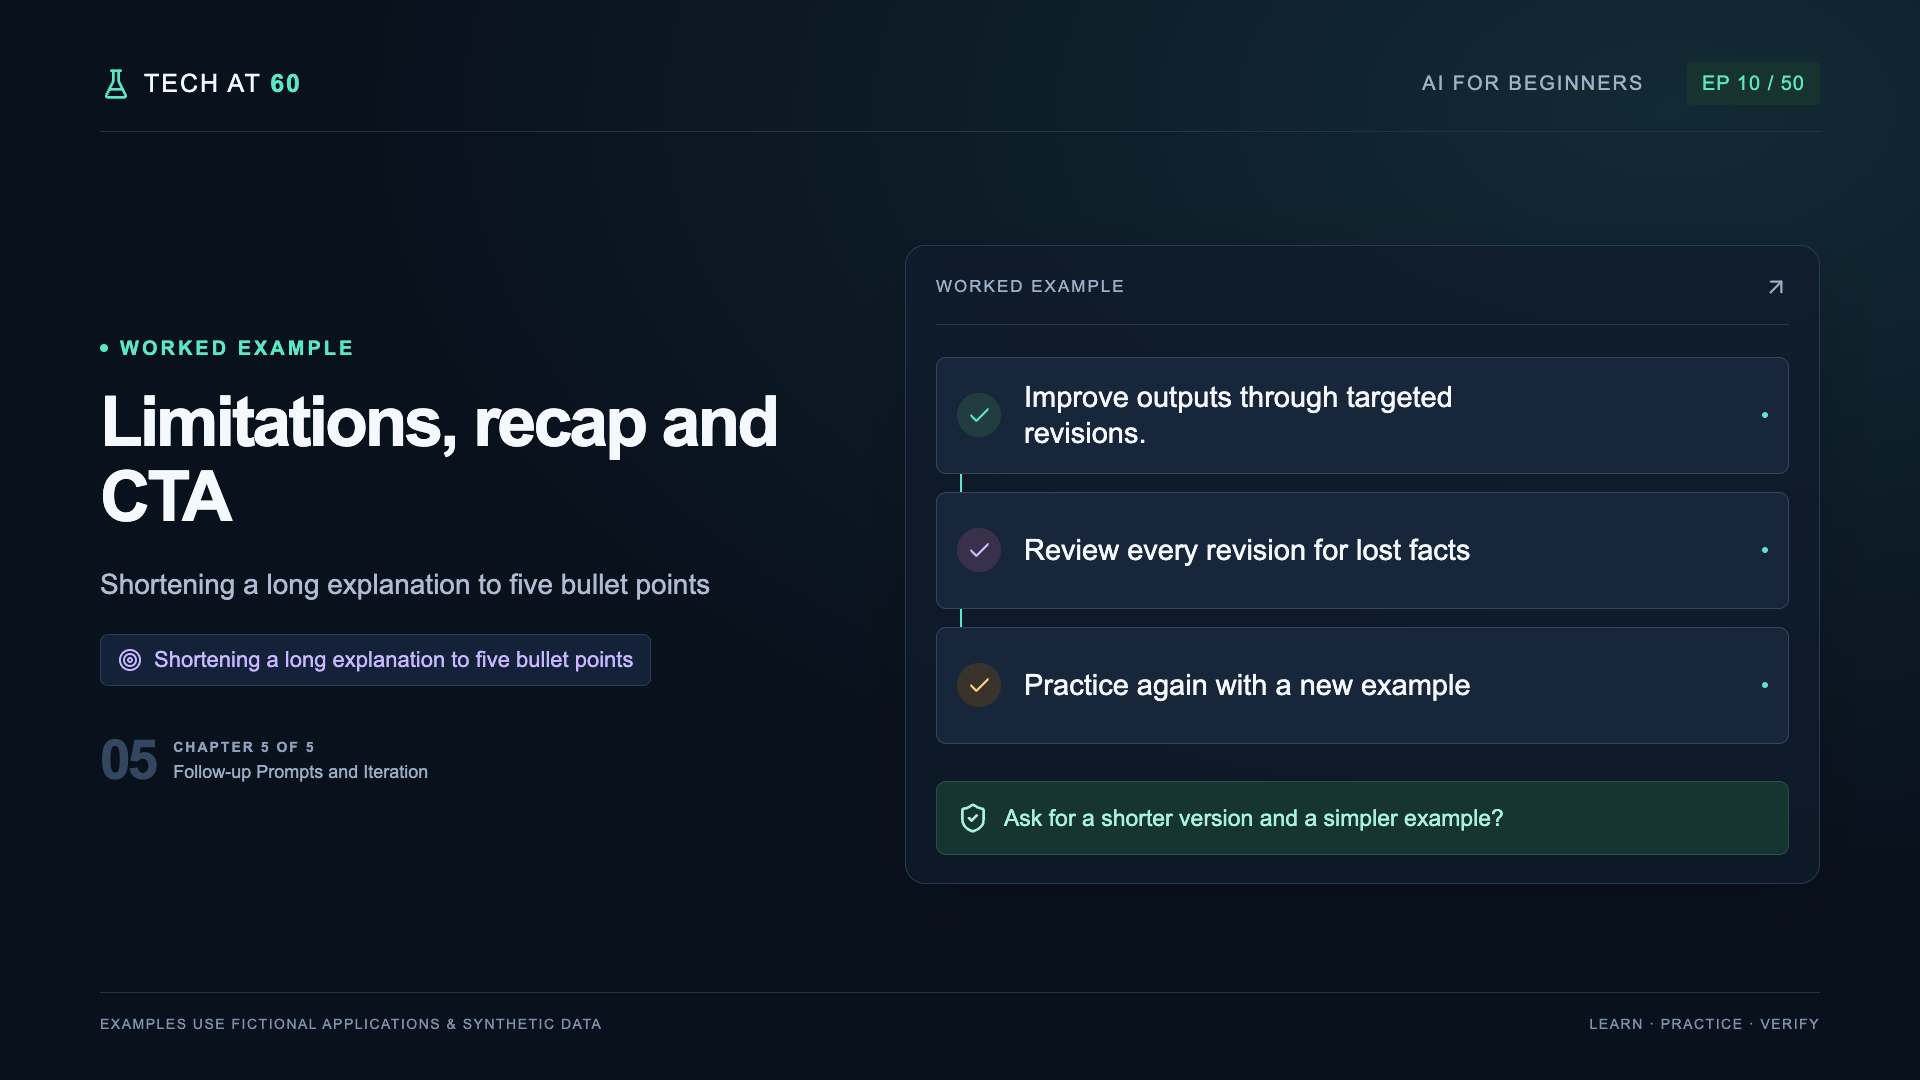 TECH AT 60
AI FOR BEGINNERS
EP 10 / 50
WORKED EXAMPLE
Limitations, recap and
CTA
Shortening a long explanation to five bullet points
Shortening a long explanation to five bullet points
05
CHAPTER 5 OF 5
Follow-up Prompts and Iteration
WORKED EXAMPLE
Improve outputs through targeted
revisions.
Review every revision for lost facts
Practice again with a new example
Ask for a shorter version and a simpler example?
EXAMPLES USE FICTIONAL APPLICATIONS & SYNTHETIC DATA
LEARN · PRACTICE · VERIFY